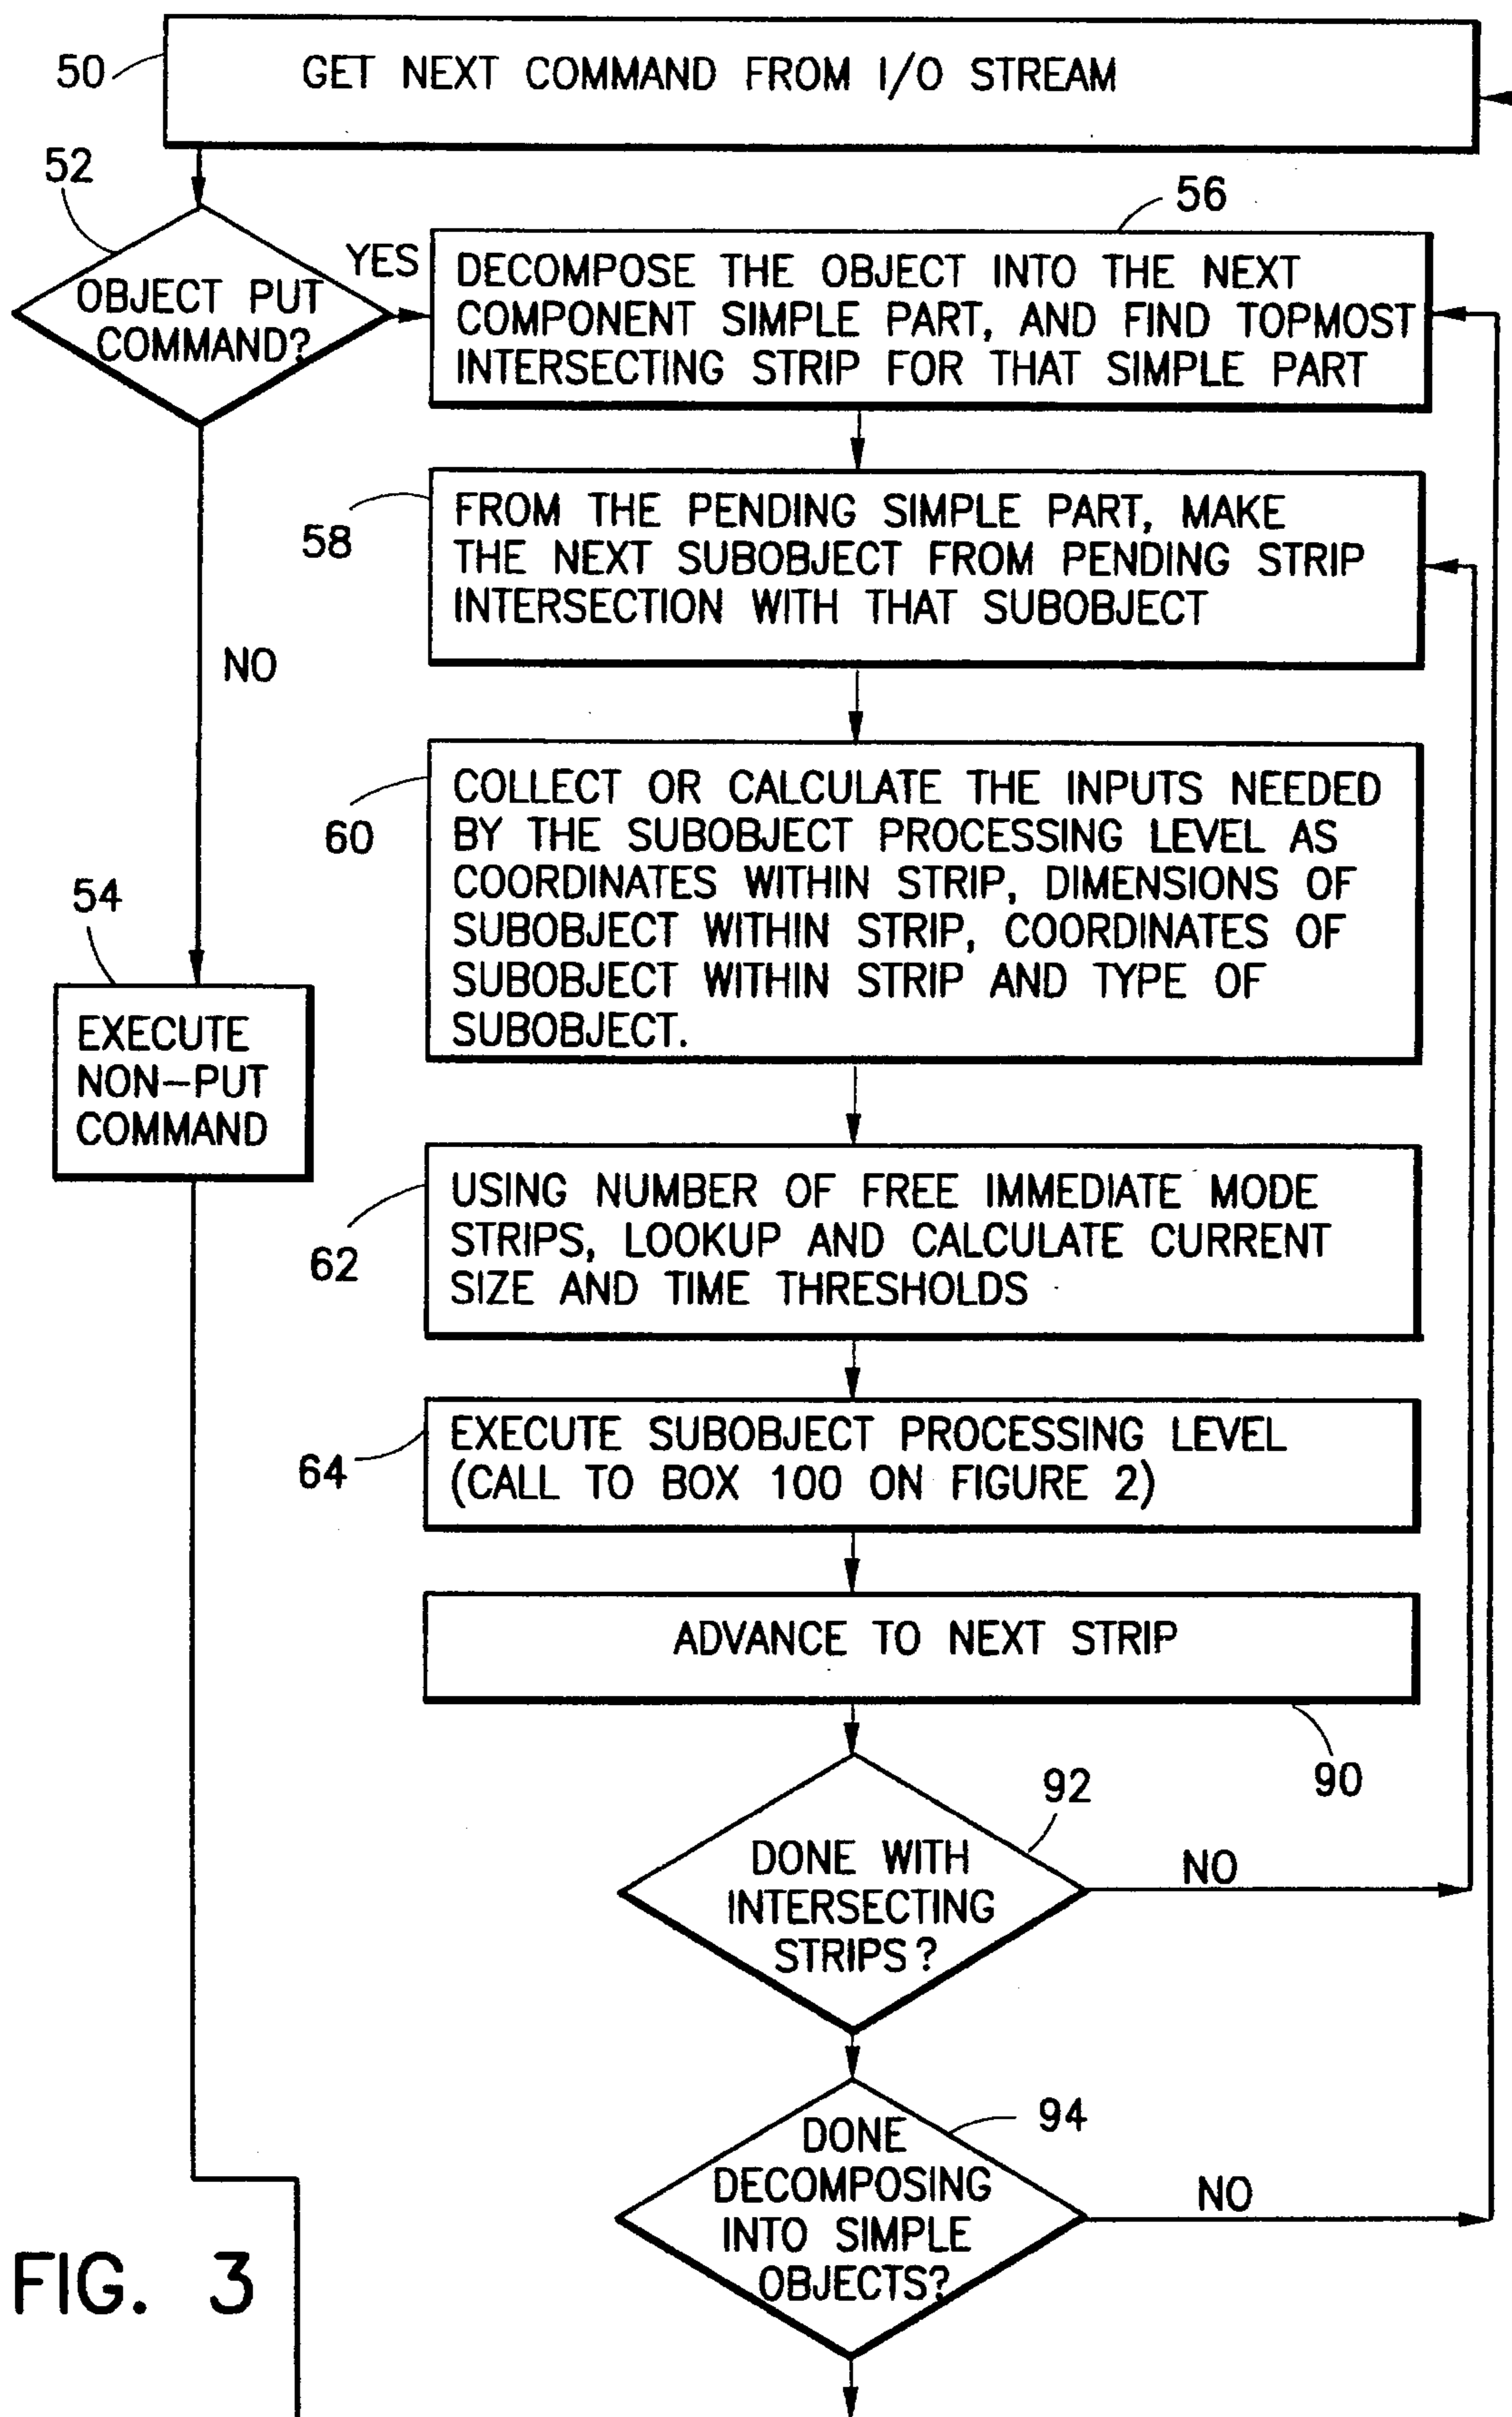 50
GET NEXT COMMAND FROM I/O STREAM
52
56
YES
OBJECT PUT
COMMAND?
DECOMPOSE THE OBJECT INTO THE NEXT
COMPONENT SIMPLE PART, AND FIND TOPMOST
INTERSECTING STRIP FOR THAT SIMPLE PART
58
FROM THE PENDING SIMPLE PART, MAKE
THE NEXT SUBOBJECT FROM PENDING STRIP
INTERSECTION WITH THAT SUBOBJECT
NO
60
COLLECT OR CALCULATE THE INPUTS NEEDED
BY THE SUBOBJECT PROCESSING LEVEL AS
COORDINATES WITHIN STRIP, DIMENSIONS OF
SUBOBJECT WITHIN STRIP, COORDINATES OF
SUBOBJECT WITHIN STRIP AND TYPE OF
SUBOBJECT.
54
EXECUTE
NON-PUT
COMMAND
62
USING NUMBER OF FREE IMMEDIATE MODE
STRIPS, LOOKUP AND CALCULATE CURRENT
SIZE AND TIME THRESHOLDS
64
EXECUTE SUBOBJECT PROCESSING LEVEL
(CALL TO BOX 100 ON FIGURE 2)
ADVANCE TO NEXT STRIP
90
92
DONE WITH
INTERSECTING
STRIPS?
NO
94
DONE
DECOMPOSING
INTO SIMPLE
OBJECTS?
NO
FIG. 3